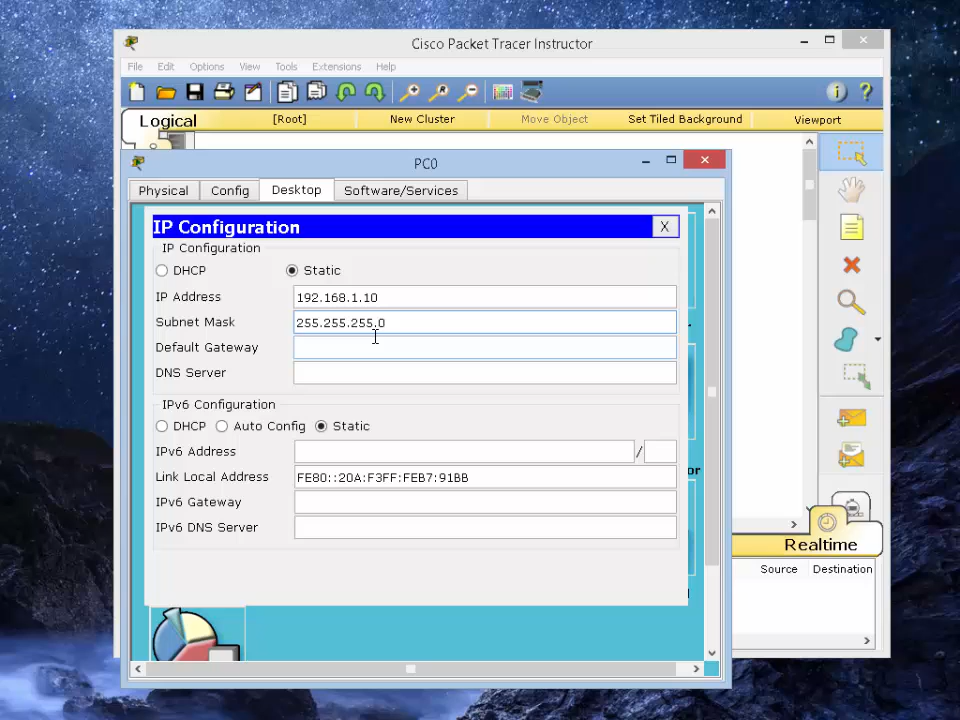 Cisco Packet Tracer Instructor
File Edit Options View Tools Extensions Help
Logical [Root] New Cluster Move Object Set Tiled Background Viewport
PC0
Physical Config Desktop Software/Services
IP Configuration X
IP Configuration
DHCP Static
IP Address 192.168.1.10
Subnet Mask 255.255.255.0
Default Gateway
DNS Server
IPv6 Configuration
DHCP Auto Config Static
IPv6 Address /
Link Local Address FE80::20A:F3FF:FEB7:91BB
or
IPv6 Gateway
IPv6 DNS Server
Realtime
Source Destination